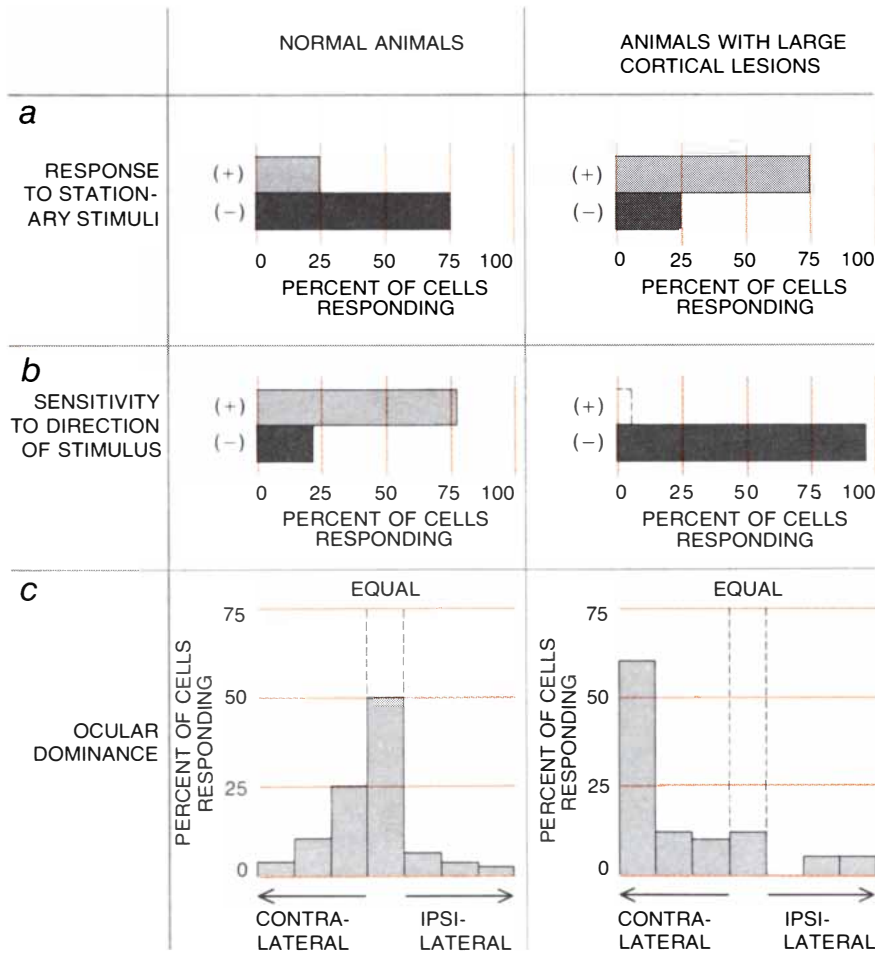 NORMAL ANIMALS
ANIMALS WITH LARGE
CORTICAL LESIONS
a
RESPONSE
TO STATION-
ARY STIMULI
(+)
(−)
0 25 50 75 100
PERCENT OF CELLS
RESPONDING
(+)
(−)
0 25 50 75 100
PERCENT OF CELLS
RESPONDING
b
SENSITIVITY
TO DIRECTION
OF STIMULUS
(+)
(−)
0 25 50 75 100
PERCENT OF CELLS
RESPONDING
(+)
(−)
0 25 50 75 100
PERCENT OF CELLS
RESPONDING
c
OCULAR
DOMINANCE
EQUAL
PERCENT OF CELLS
RESPONDING
75
50
25
0
CONTRA-
LATERAL
IPSI-
LATERAL
EQUAL
PERCENT OF CELLS
RESPONDING
75
50
25
0
CONTRA-
LATERAL
IPSI-
LATERAL